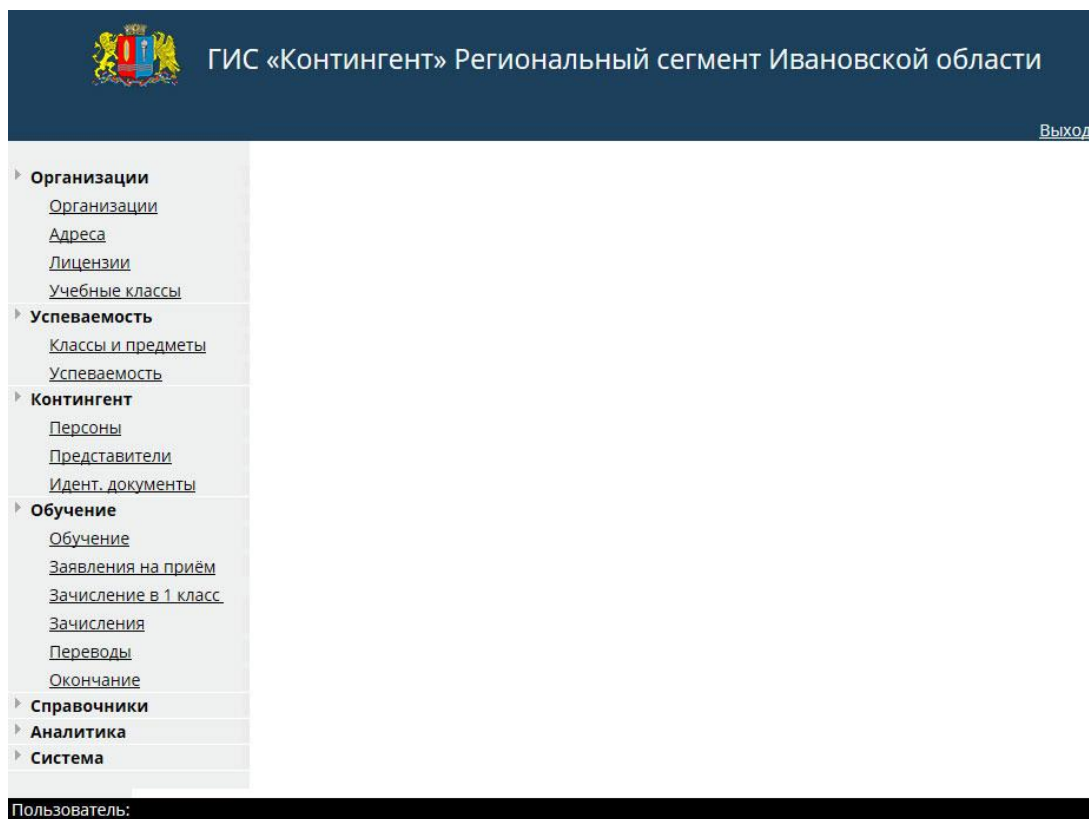 ГИС «Контингент» Региональный сегмент Ивановской области
Выход
Организации
Организации
Адреса
Лицензии
Учебные классы
Успеваемость
Классы и предметы
Успеваемость
Контингент
Персоны
Представители
Идент. документы
Обучение
Обучение
Заявления на приём
Зачисление в 1 класс
Зачисления
Переводы
Окончание
Справочники
Аналитика
Система
Пользователь: